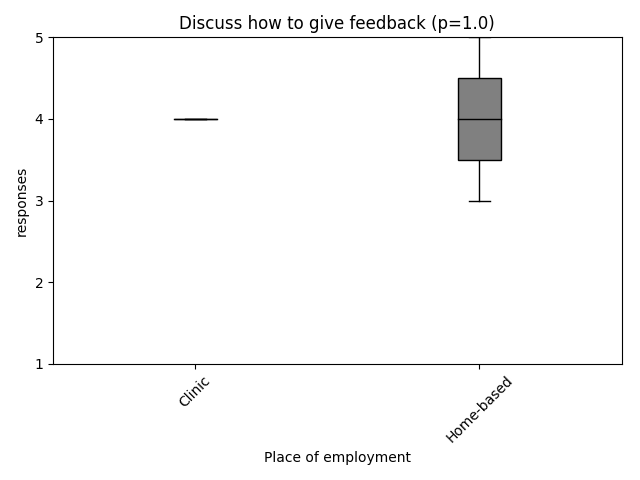 Discuss how to give feedback (p=1.0)
5
4
3
2
1
responses
Clinic
Home-based
Place of employment